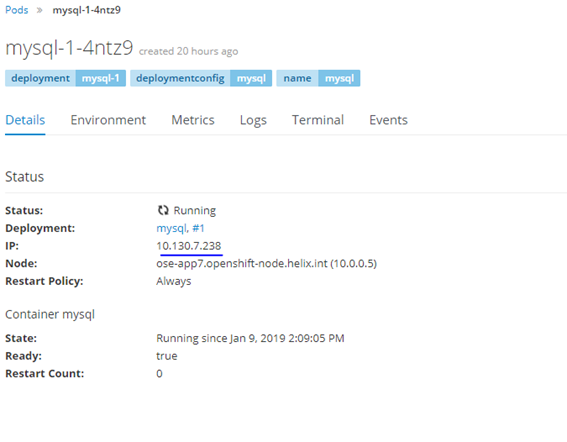 Pods » mysql-1-4ntz9
mysql-1-4ntz9 created 20 hours ago
deployment mysql-1 deploymentconfig mysql name mysql
Details Environment Metrics Logs Terminal Events
Status
Status: Running
Deployment: mysql, #1
IP: 10.130.7.238
Node: ose-app7.openshift-node.helix.int (10.0.0.5)
Restart Policy: Always
Container mysql
State: Running since Jan 9, 2019 2:09:05 PM
Ready: true
Restart Count: 0